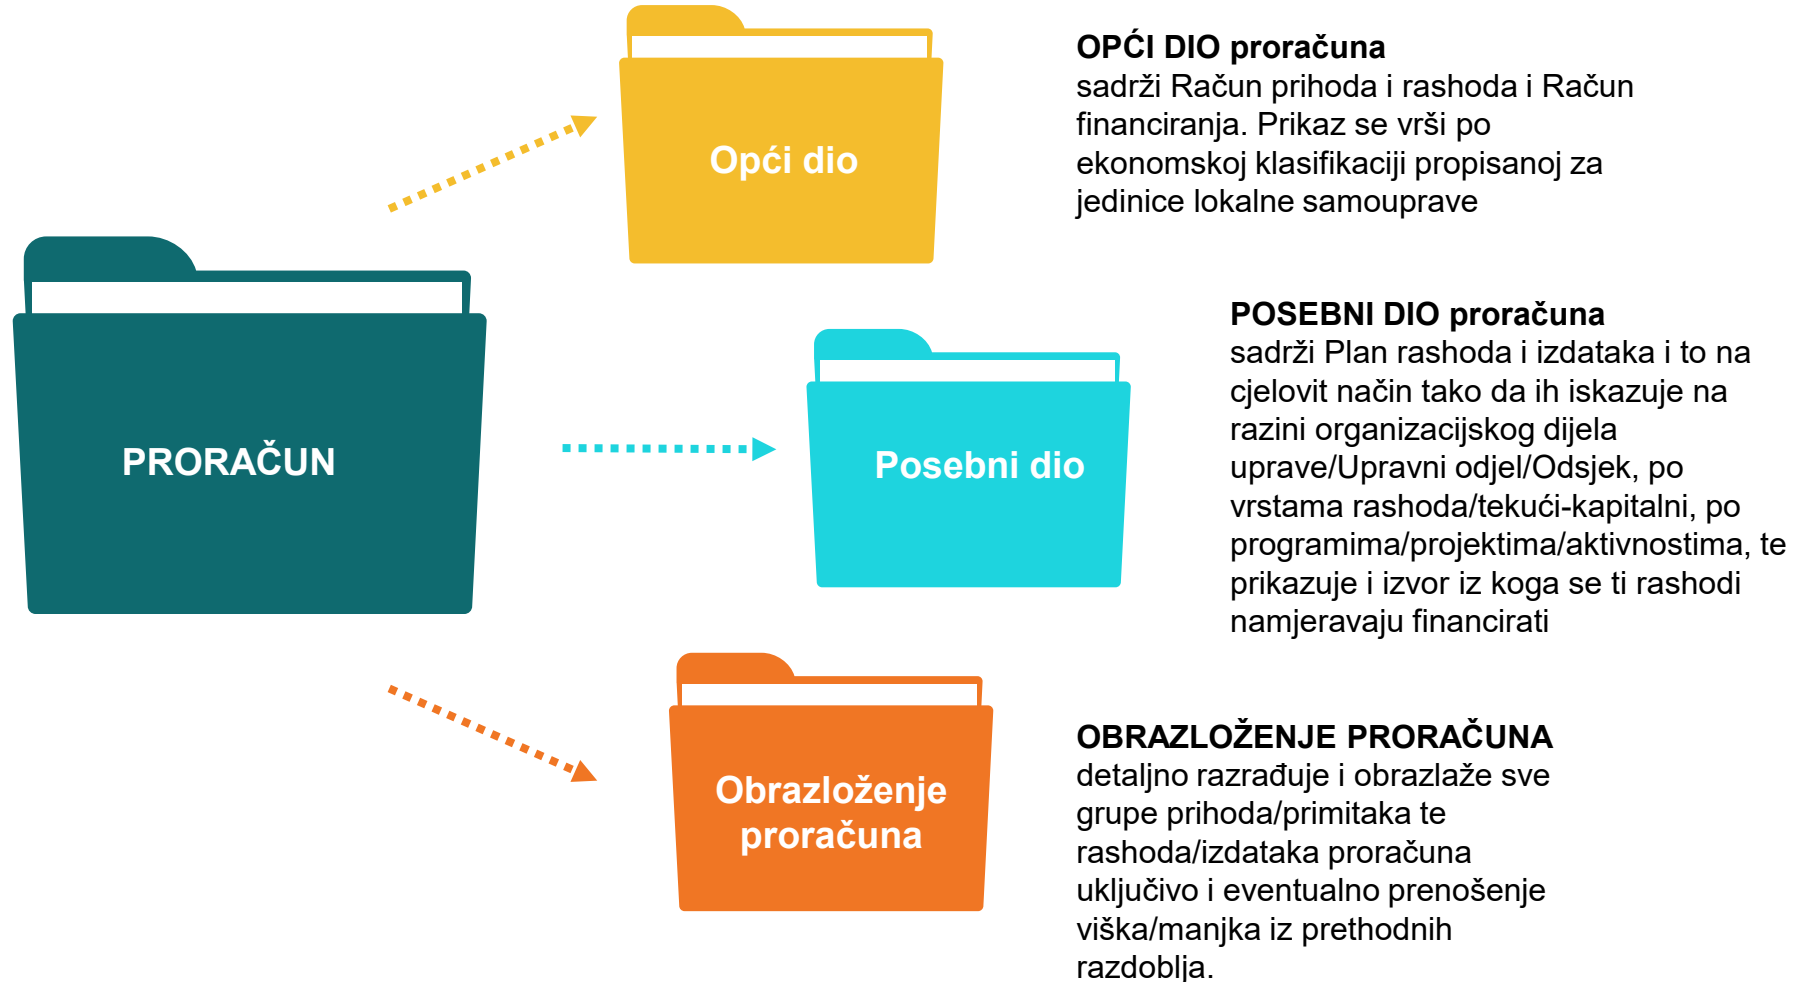 OPĆI DIO proračuna
sadrži Račun prihoda i rashoda i Račun
financiranja. Prikaz se vrši po
ekonomskoj klasifikaciji propisanoj za
jedinice lokalne samouprave
Opći dio
PRORAČUN
POSEBNI DIO proračuna
sadrži Plan rashoda i izdataka i to na
cjelovit način tako da ih iskazuje na
razini organizacijskog dijela
uprave/Upravni odjel/Odsjek, po
vrstama rashoda/tekući-kapitalni, po
programima/projektima/aktivnostima, te
prikazuje i izvor iz koga se ti rashodi
namjeravaju financirati
Posebni dio
OBRAZLOŽENJE PRORAČUNA
detaljno razrađuje i obrazlaže sve
grupe prihoda/primitaka te
rashoda/izdataka proračuna
uključivo i eventualno prenošenje
viška/manjka iz prethodnih
razdoblja.
Obrazloženje
proračuna